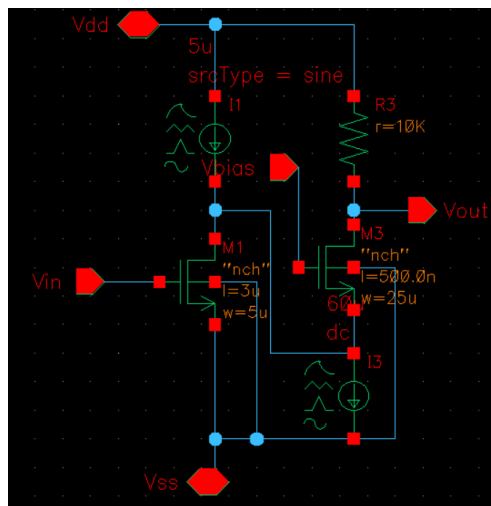 Vdd
5u
srcType = sine
I1
R3
r=10K
Vbias
Vout
M1
M3
"nch"
"nch"
l=3u
l=500.0n
Vin
w=5u
w=25u
dc
I3
Vss